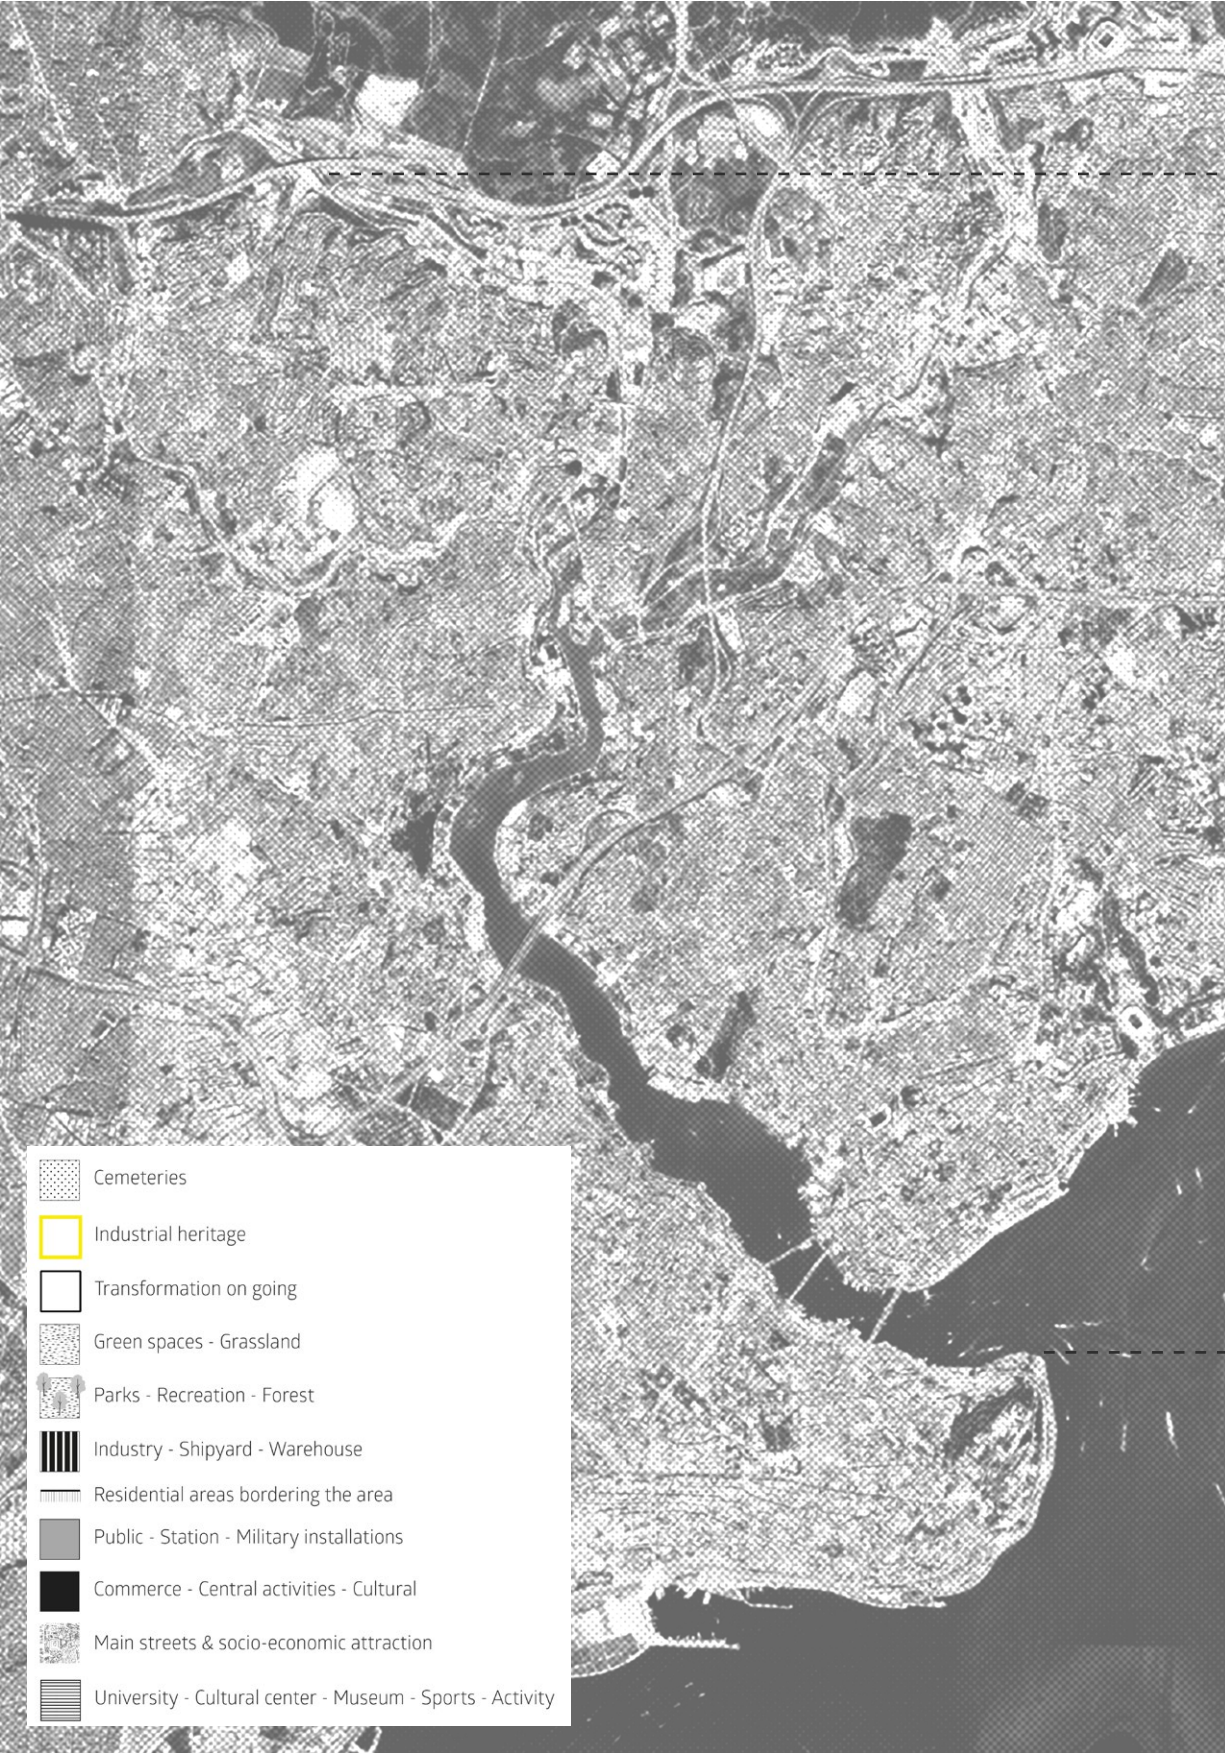 Cemeteries
Industrial heritage
Transformation on going
Green spaces - Grassland
Parks - Recreation - Forest
Industry - Shipyard - Warehouse
Residential areas bordering the area
Public - Station - Military installations
Commerce - Central activities - Cultural
Main streets & socio-economic attraction
University - Cultural center - Museum - Sports - Activity